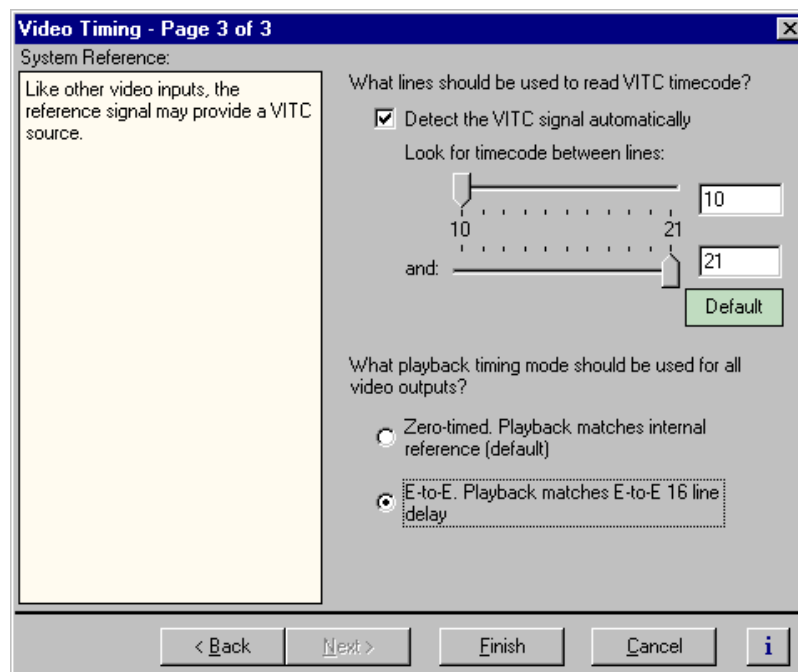 Video Timing - Page 3 of 3
System Reference:
Like other video inputs, the
reference signal may provide a VITC
source.
What lines should be used to read VITC timecode?
Detect the VITC signal automatically
Look for timecode between lines:
10
10 21
and:
21
Default
What playback timing mode should be used for all
video outputs?
Zero-timed. Playback matches internal
reference (default)
E-to-E. Playback matches E-to-E 16 line
delay
< Back Next > Finish Cancel i